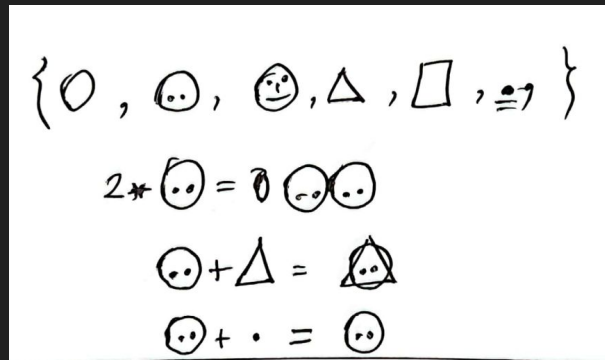 { , , , , , }
2* =
+ =
+ . =